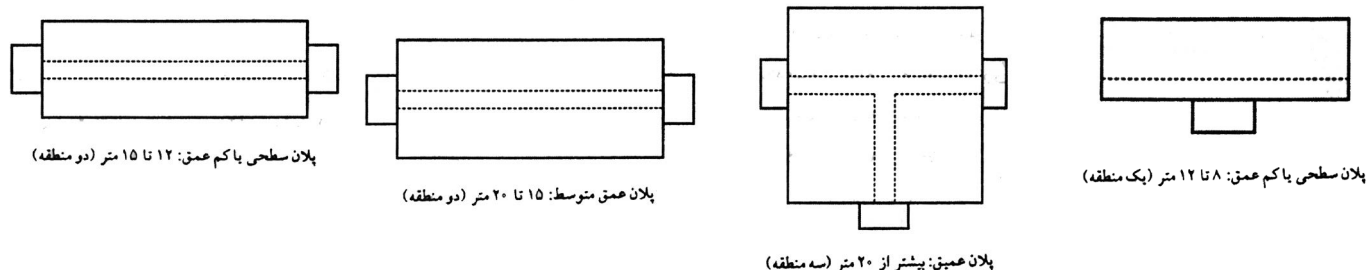 پلان سطحی یا کم عمق: ۸ تا ۱۲ متر (یک منطقه)
پلان عمیق: بیشتر از ۲۰ متر (سه منطقه)
پلان عمق متوسط: ۱۵ تا ۲۰ متر (دو منطقه)
پلان سطحی یا کم عمق: ۱۲ تا ۱۵ متر (دو منطقه)